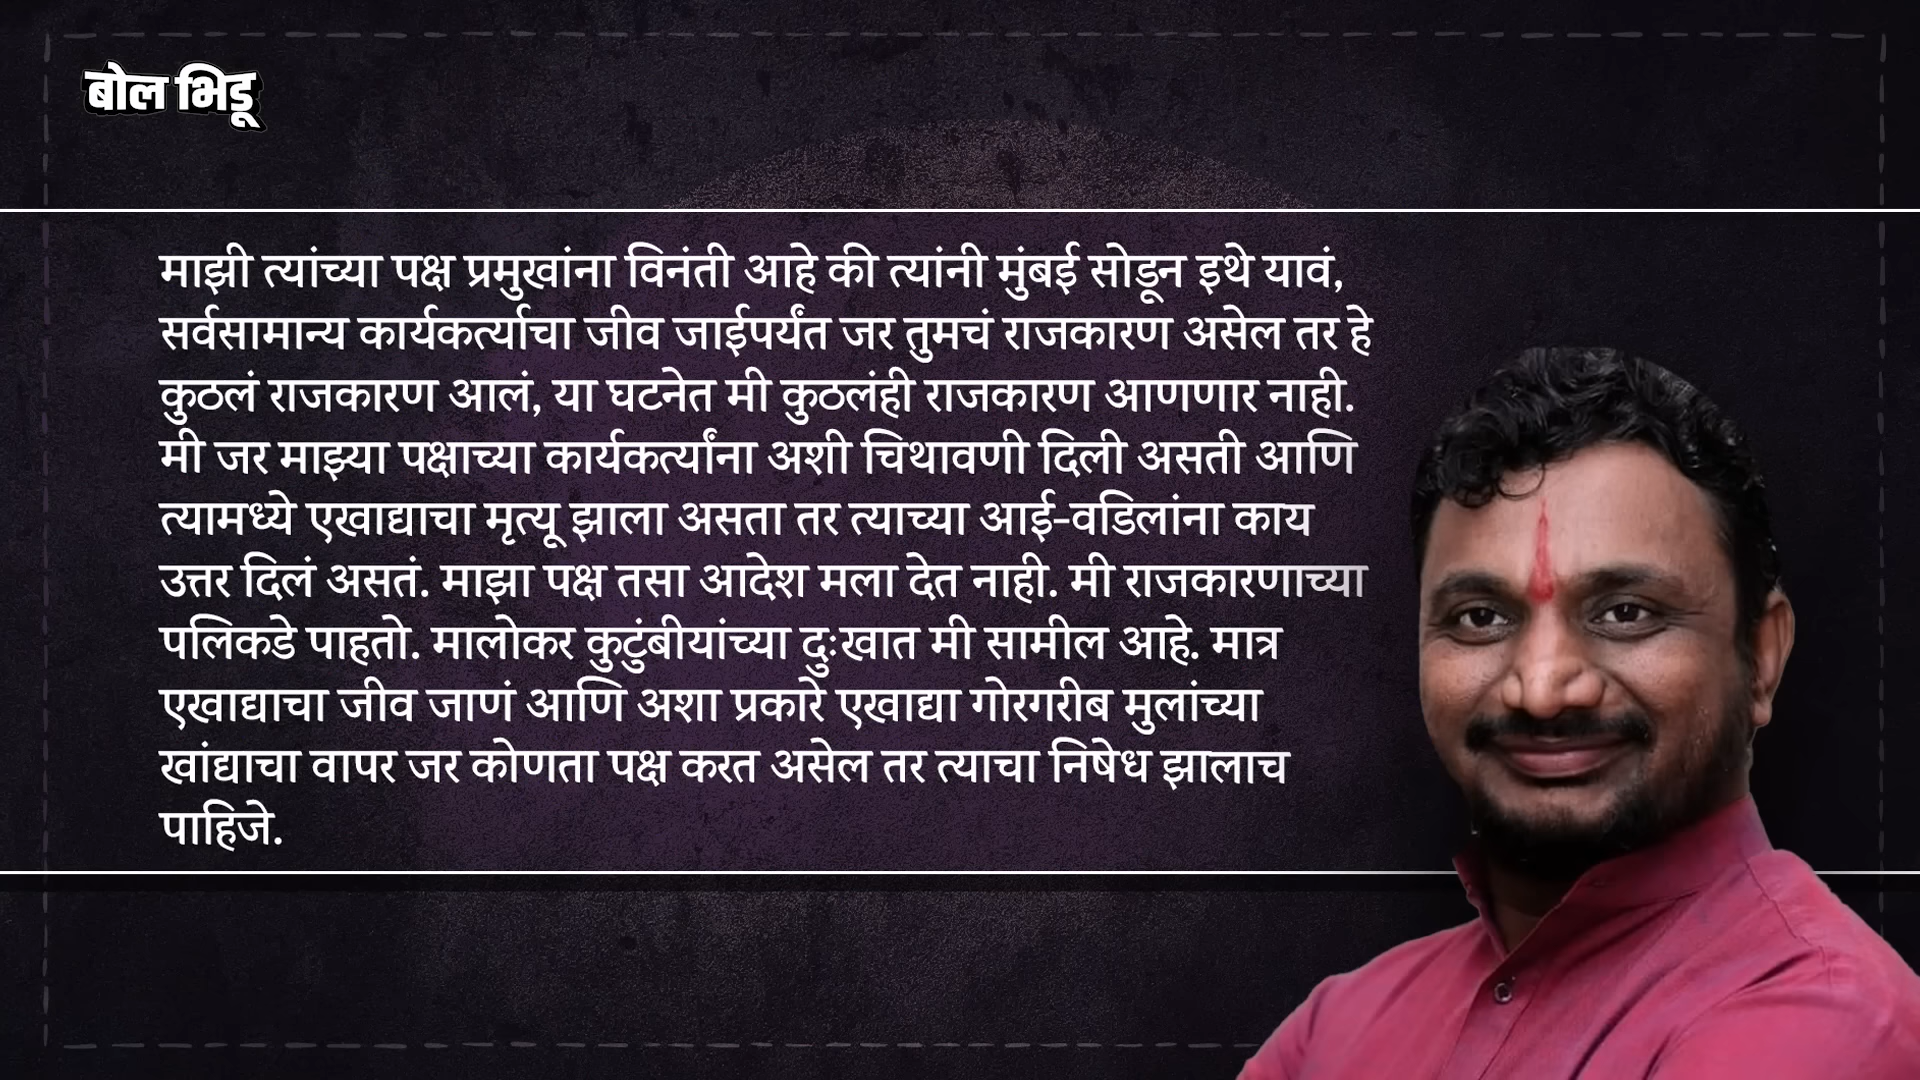 बोल भिडू
माझी त्यांच्या पक्ष प्रमुखांना विनंती आहे की त्यांनी मुंबई सोडून इथे यावं,
सर्वसामान्य कार्यकर्त्याचा जीव जाईपर्यंत जर तुमचं राजकारण असेल तर हे
कुठलं राजकारण आलं, या घटनेत मी कुठलंही राजकारण आणणार नाही.
मी जर माझ्या पक्षाच्या कार्यकर्त्यांना अशी चिथावणी दिली असती आणि
त्यामध्ये एखाद्याचा मृत्यू झाला असता तर त्याच्या आई-वडिलांना काय
उत्तर दिलं असतं. माझा पक्ष तसा आदेश मला देत नाही. मी राजकारणाच्या
पलिकडे पाहतो. मालोकर कुटुंबीयांच्या दुःखात मी सामील आहे. मात्र
एखाद्याचा जीव जाणं आणि अशा प्रकारे एखाद्या गोरगरीब मुलांच्या
खांद्याचा वापर जर कोणता पक्ष करत असेल तर त्याचा निषेध झालाच
पाहिजे.